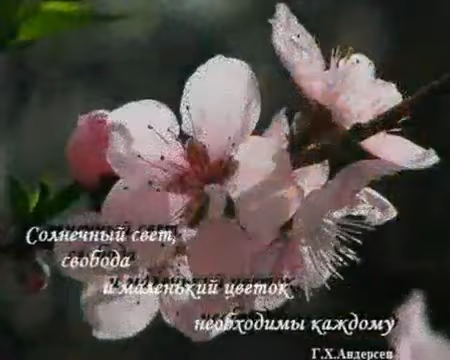 Солнечный свет,
свобода
и маленький цветок
необходимы каждому
Г.Х.Андерсен